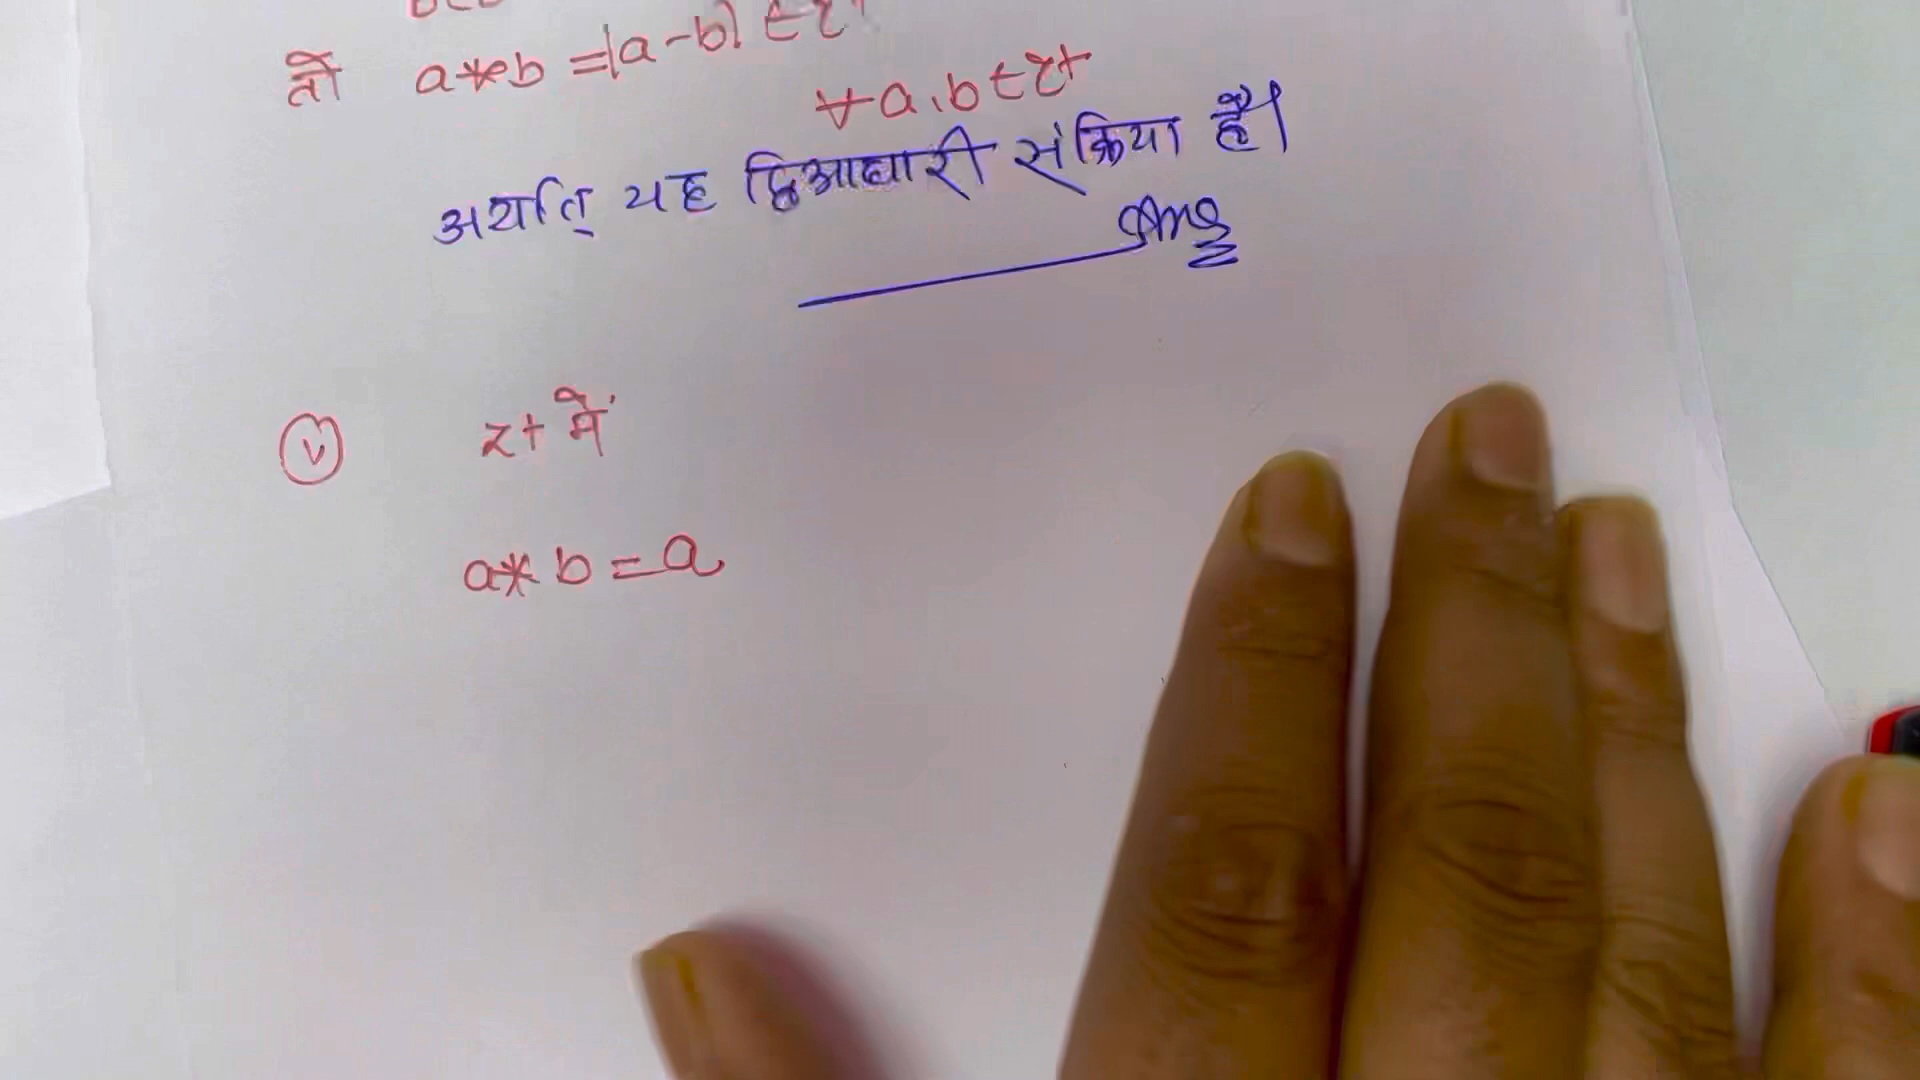 तो a*b =|a-b| ∈ z+
∀ a,b ∈ z+
अर्थात् यह द्विआधारी संक्रिया है।
Ans
(v) z+ में
a* b = a